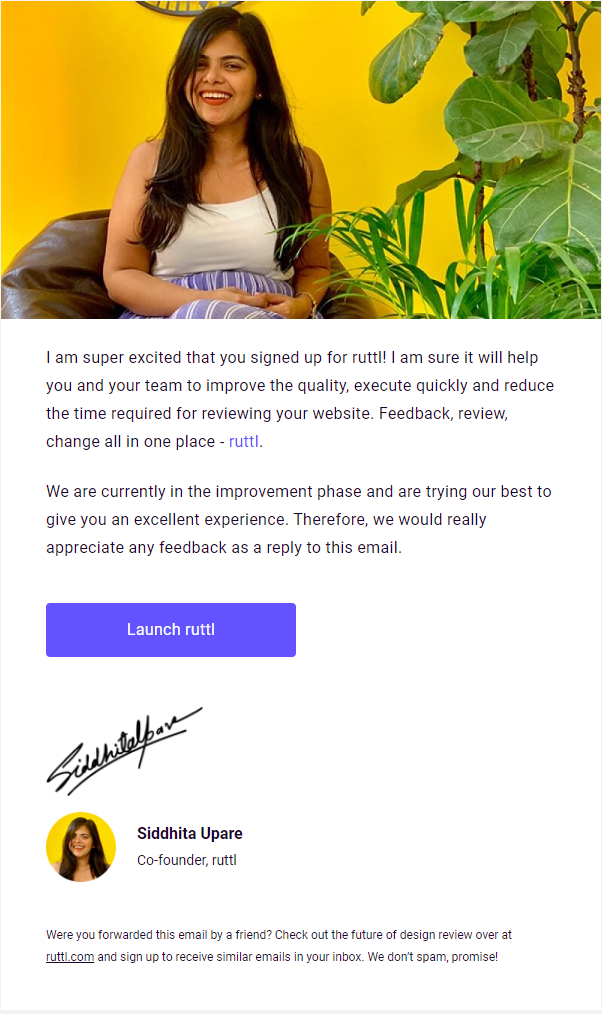 I am super excited that you signed up for ruttl! I am sure it will help
you and your team to improve the quality, execute quickly and reduce
the time required for reviewing your website. Feedback, review,
change all in one place - ruttl.
We are currently in the improvement phase and are trying our best to
give you an excellent experience. Therefore, we would really
appreciate any feedback as a reply to this email.
Launch ruttl
SiddhitaUpare
Siddhita Upare
Co-founder, ruttl
Were you forwarded this email by a friend? Check out the future of design review over at
ruttl.com and sign up to receive similar emails in your inbox. We don't spam, promise!